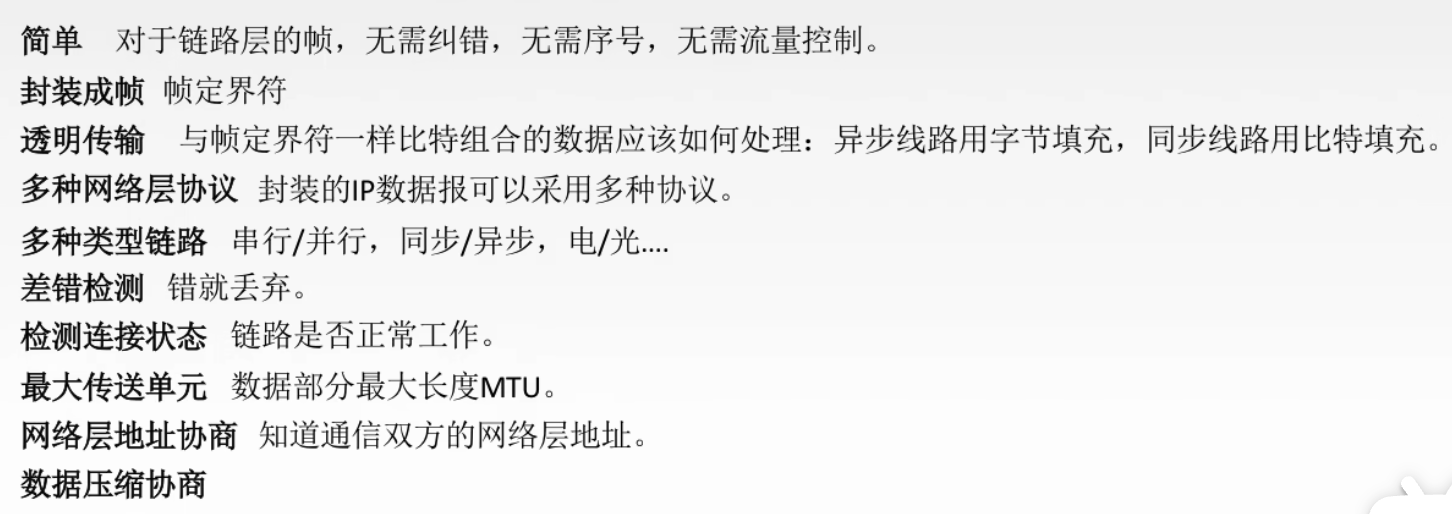 简单 对于链路层的帧，无需纠错，无需序号，无需流量控制。
封装成帧 帧定界符
透明传输 与帧定界符一样比特组合的数据应该如何处理：异步线路用字节填充，同步线路用比特填充。
多种网络层协议 封装的IP数据报可以采用多种协议。
多种类型链路 串行/并行，同步/异步，电/光....
差错检测 错就丢弃。
检测连接状态 链路是否正常工作。
最大传送单元 数据部分最大长度MTU。
网络层地址协商 知道通信双方的网络层地址。
数据压缩协商